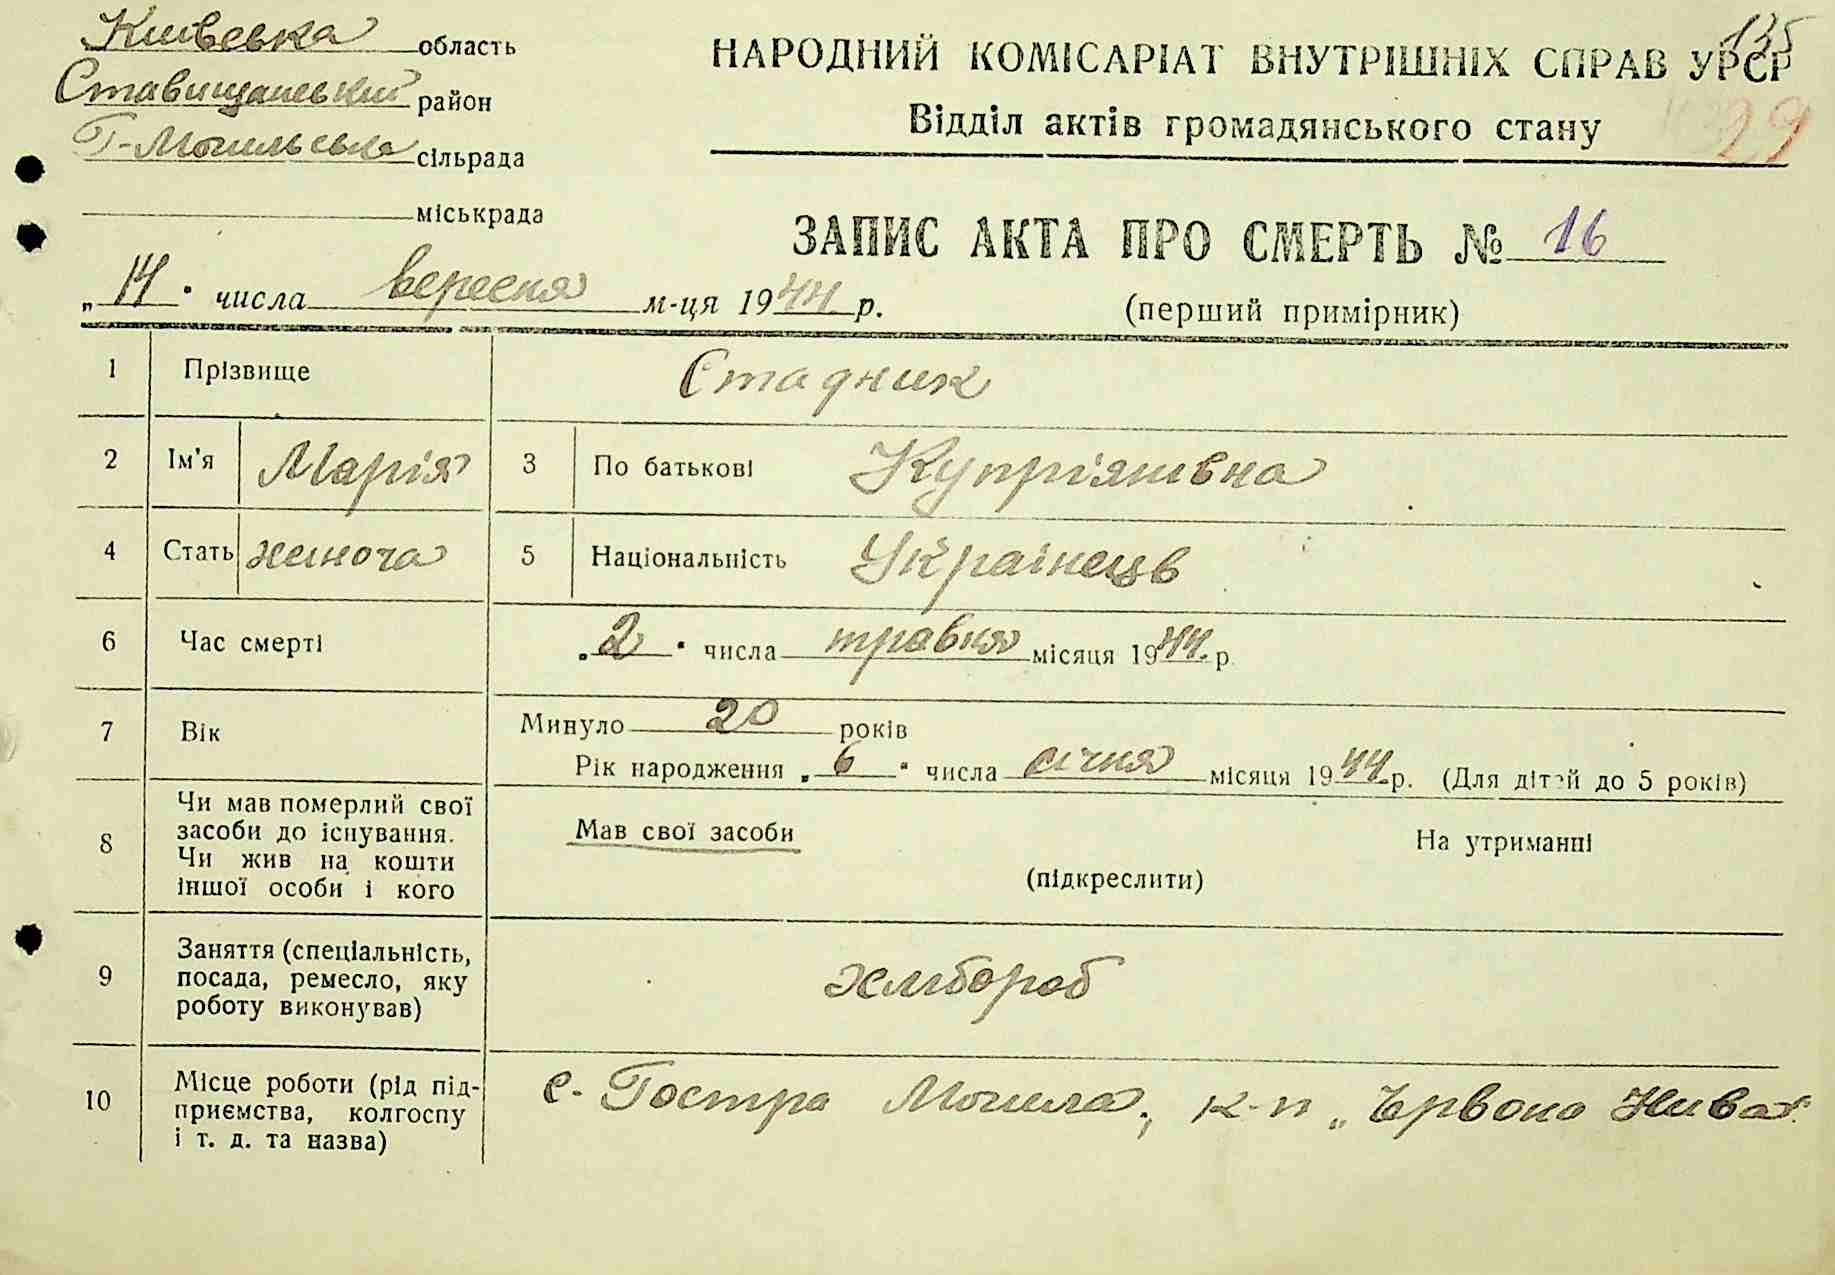 135
Київська область
НАРОДНИЙ КОМІСАРІАТ ВНУТРІШНІХ СПРАВ УРСР
Ставищанський район
Відділ актів громадянського стану
29
Г-Могильська сільрада
міськрада
ЗАПИС АКТА ПРО СМЕРТЬ № 16
„14" числа вересня м-ця 1944 р.
(перший примірник)
1 Прізвище Стадник
2 Ім'я Марія 3 По батькові Купріянівна
4 Стать жіноча 5 Національність Українець
6 Час смерті „2" числа травня місяця 1944 р.
7 Вік Минуло 20 років
Рік народження „6" числа січня місяця 1944 р. (Для дітей до 5 років)
8 Чи мав померлий свої засоби до існування. Чи жив на кошти іншої особи і кого
Мав свої засоби На утриманні
(підкреслити)
9 Заняття (спеціальність, посада, ремесло, яку роботу виконував) хлібороб
10 Місце роботи (рід підприємства, колгоспу і т. д. та назва) с. Гостра Могила, к-п „Червона Нива"